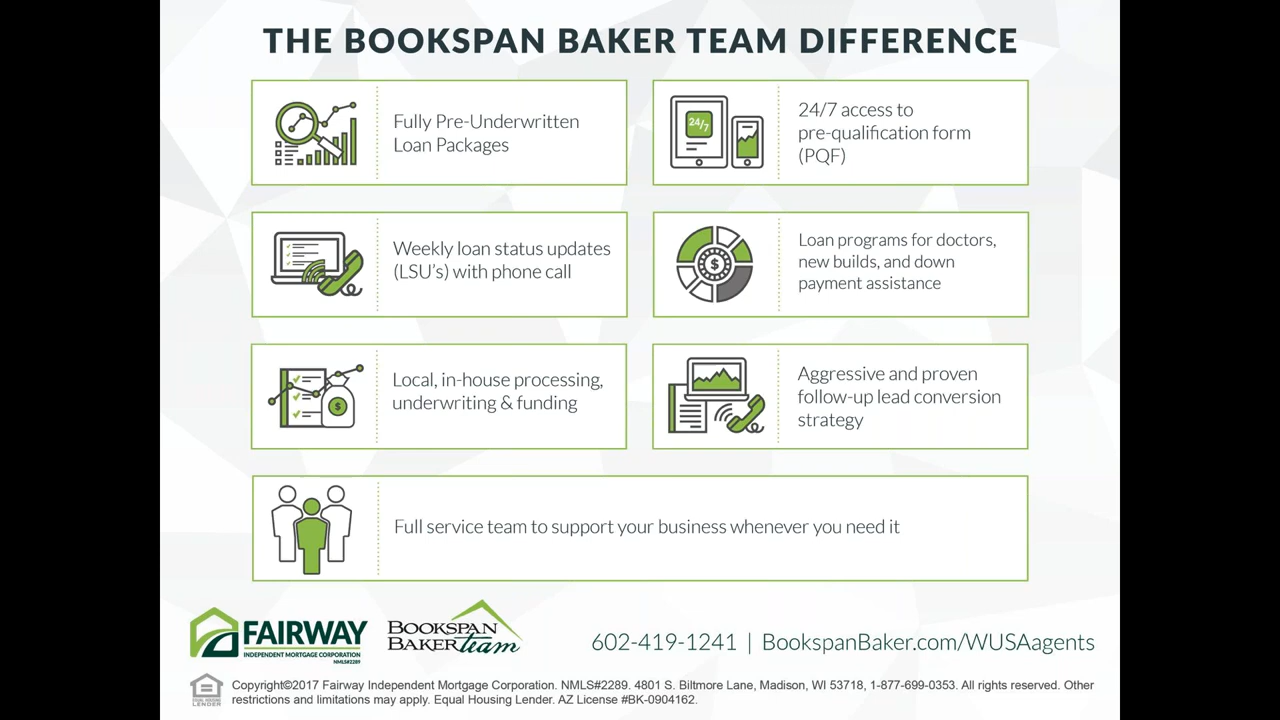 THE BOOKSPAN BAKER TEAM DIFFERENCE
Fully Pre-Underwritten
Loan Packages
24/7
24/7 access to
pre-qualification form
(PQF)
Weekly loan status updates
(LSU's) with phone call
$
Loan programs for doctors,
new builds, and down
payment assistance
$
Local, in-house processing,
underwriting & funding
Aggressive and proven
follow-up lead conversion
strategy
Full service team to support your business whenever you need it
FAIRWAY
INDEPENDENT MORTGAGE CORPORATION
NMLS#2289
BOOKSPAN
BAKER team
602-419-1241 | BookspanBaker.com/WUSAagents
EQUAL HOUSING
LENDER
Copyright©2017 Fairway Independent Mortgage Corporation. NMLS#2289. 4801 S. Biltmore Lane, Madison, WI 53718, 1-877-699-0353. All rights reserved. Other
restrictions and limitations may apply. Equal Housing Lender. AZ License #BK-0904162.